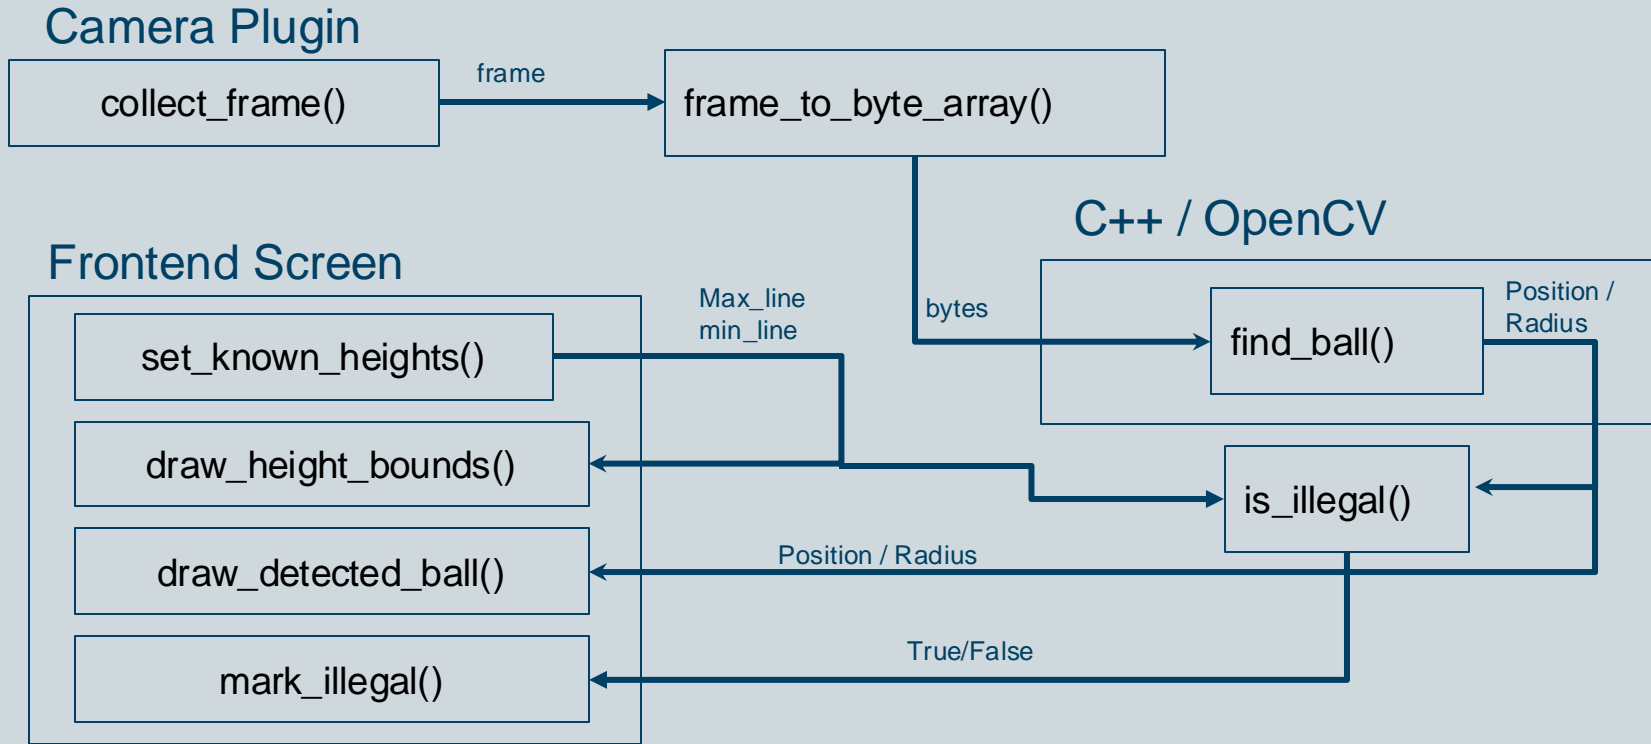 Camera Plugin
collect_frame()
frame
frame_to_byte_array()
C++ / OpenCV
Frontend Screen
set_known_heights()
Max_line
min_line
bytes
find_ball()
Position /
Radius
draw_height_bounds()
is_illegal()
draw_detected_ball()
Position / Radius
mark_illegal()
True/False